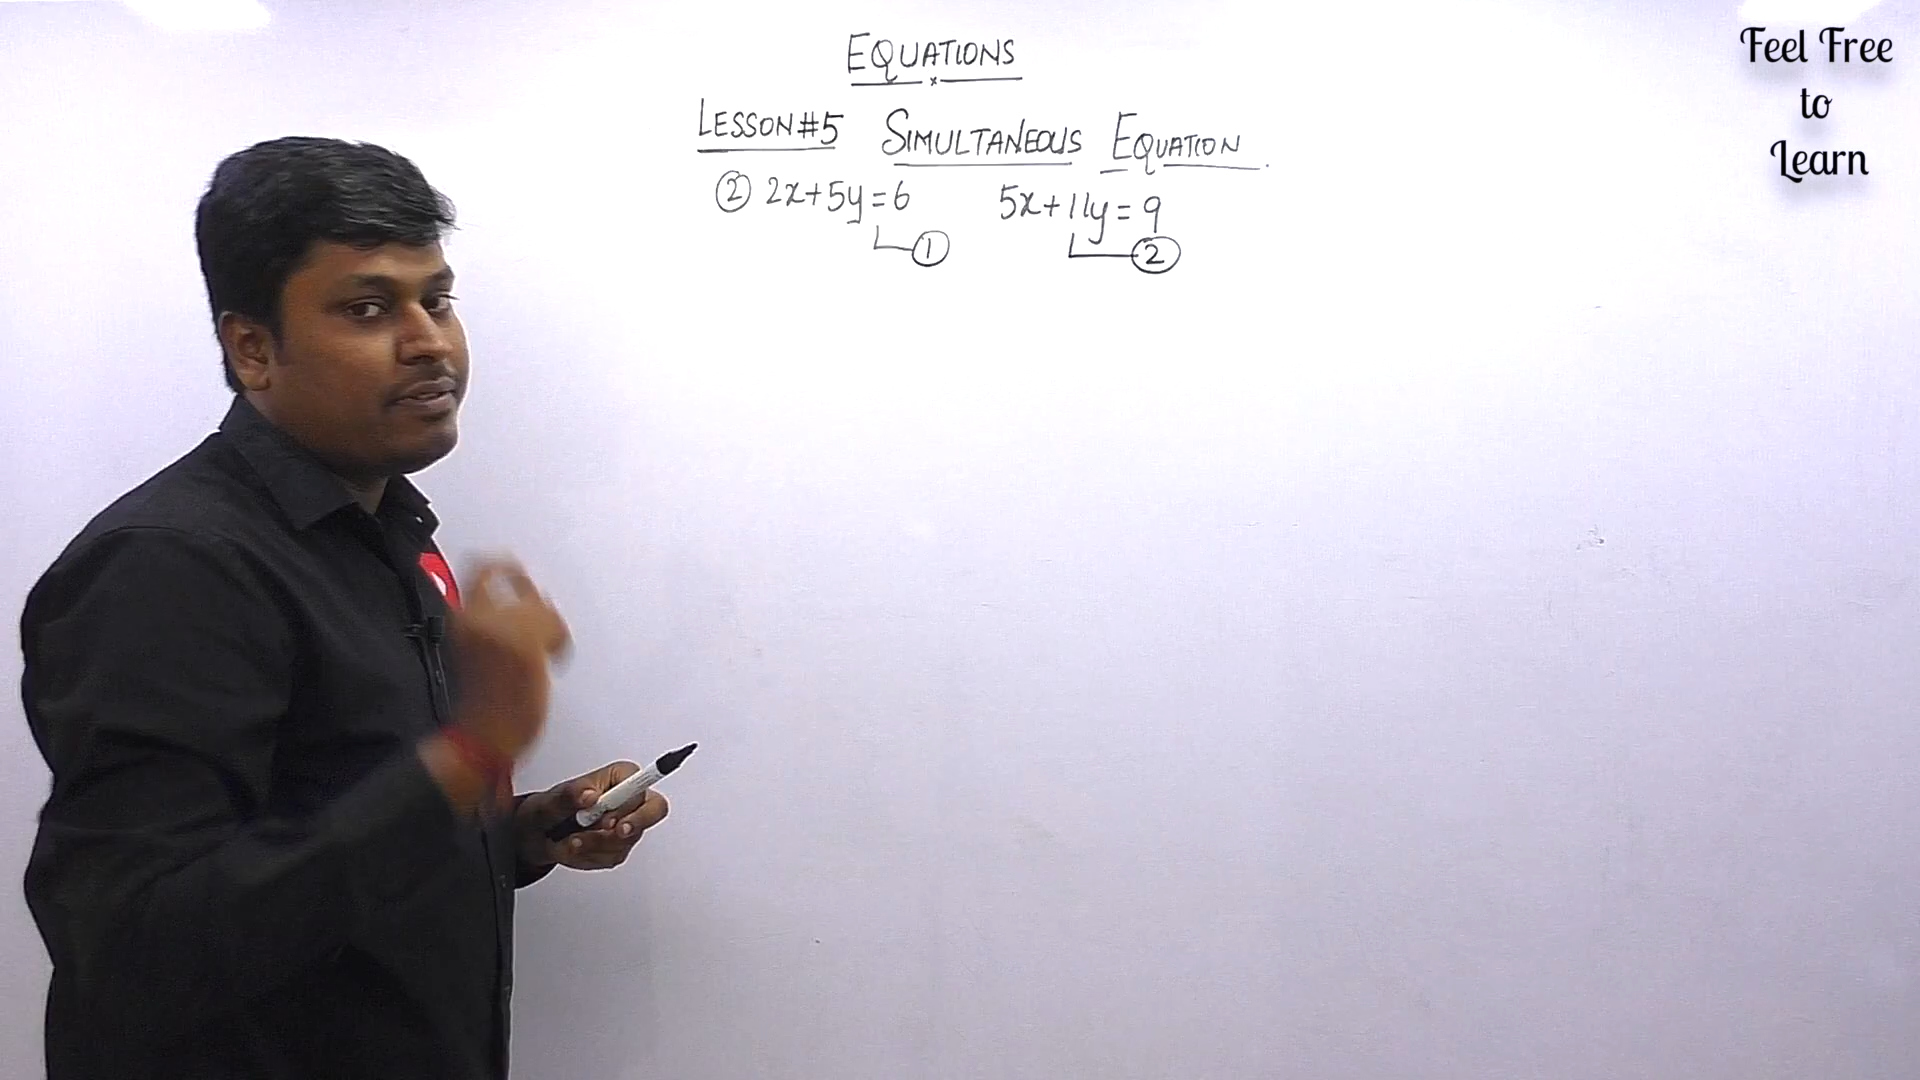 EQUATIONS
LESSON#5 SIMULTANEOUS EQUATION.
② 2x+5y=6 5x+11y=9
① ②
Feel Free
to
Learn